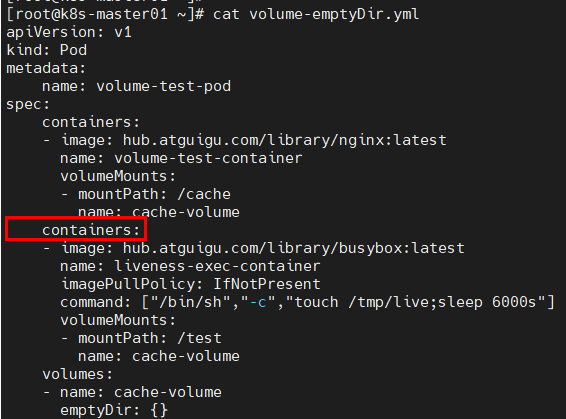 [root@k8s-master01 ~]#
[root@k8s-master01 ~]# cat volume-emptyDir.yml
apiVersion: v1
kind: Pod
metadata:
    name: volume-test-pod
spec:
    containers:
    - image: hub.atguigu.com/library/nginx:latest
      name: volume-test-container
      volumeMounts:
      - mountPath: /cache
        name: cache-volume
    containers:
    - image: hub.atguigu.com/library/busybox:latest
      name: liveness-exec-container
      imagePullPolicy: IfNotPresent
      command: ["/bin/sh","-c","touch /tmp/live;sleep 6000s"]
      volumeMounts:
      - mountPath: /test
        name: cache-volume
    volumes:
    - name: cache-volume
      emptyDir: {}